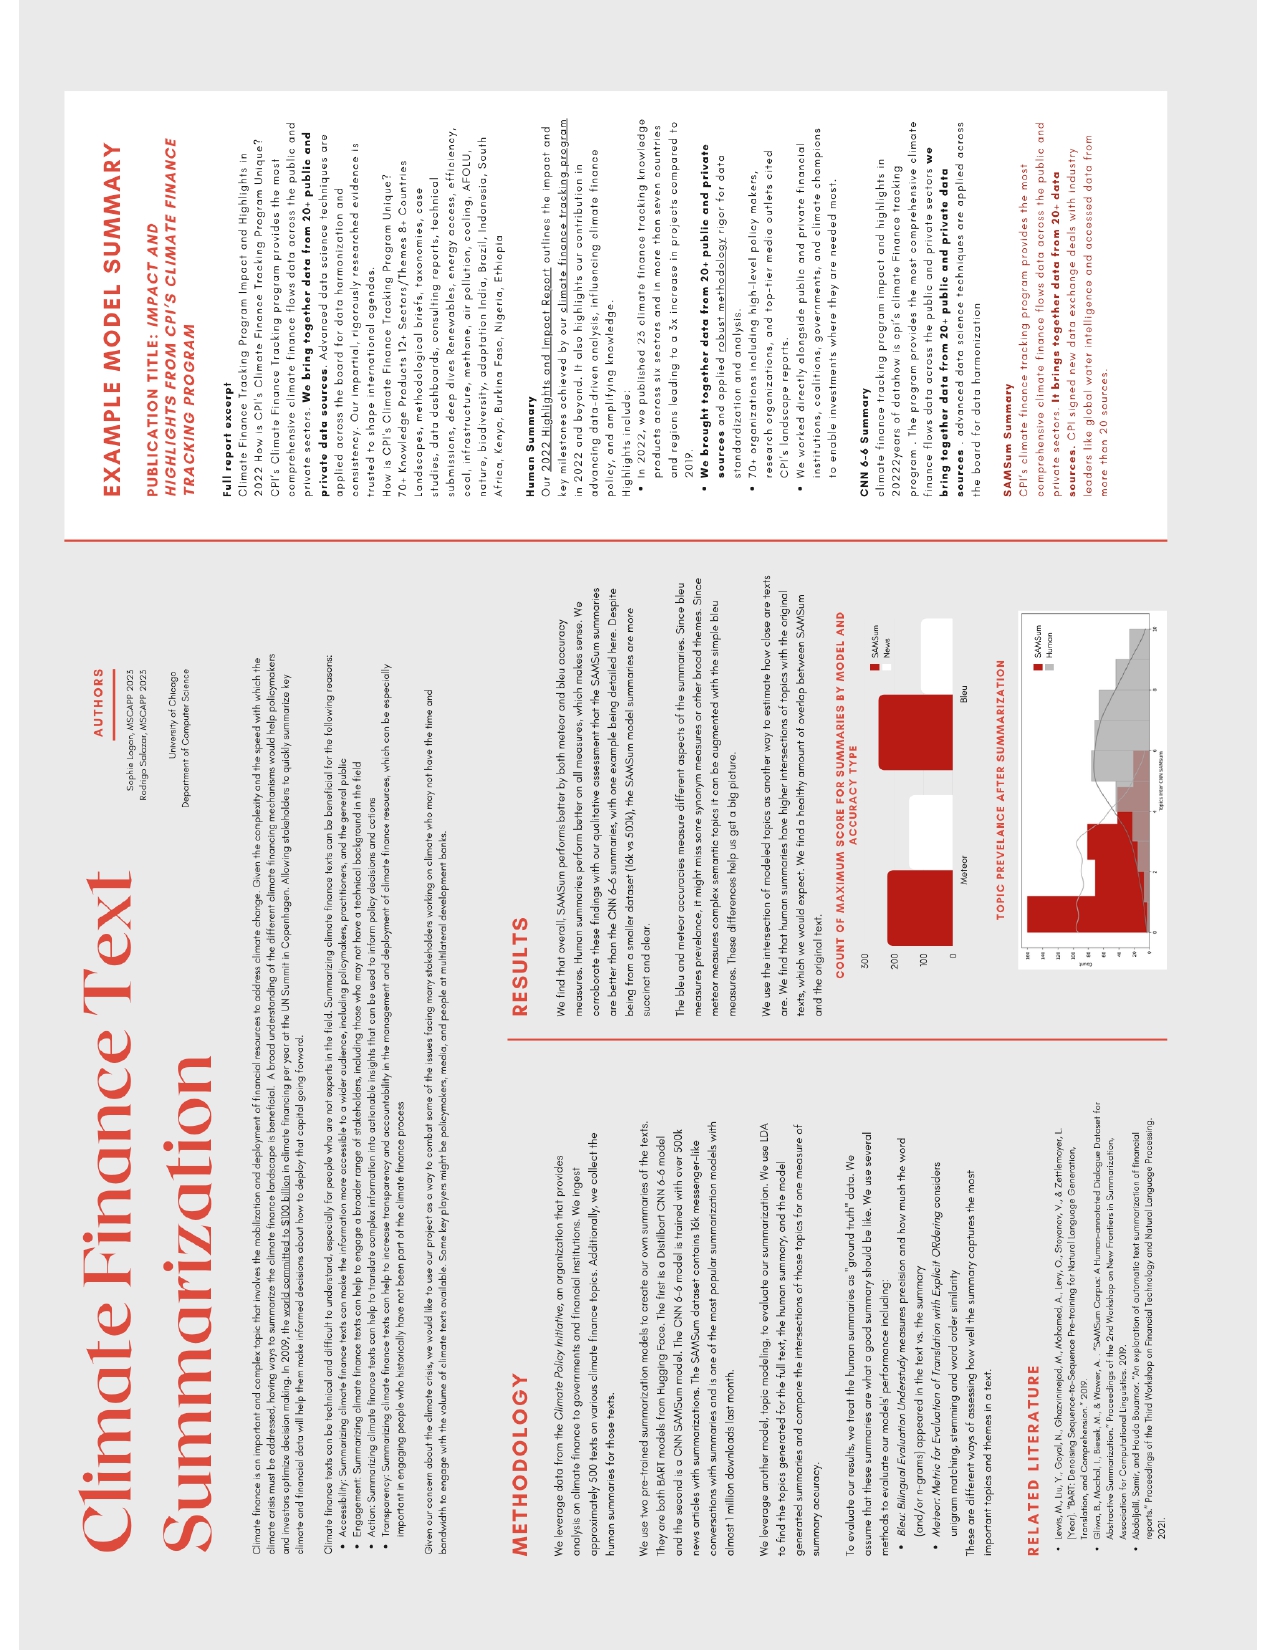 Climate Finance Text
Summarization
AUTHORS
Sophie Logan, MSCAPP 2023
Rodrigo Salazar, MSCAPP 2023
University of Chicago
Department of Computer Science
Climate finance is an important and complex topic that involves the mobilization and deployment of financial resources to address climate change. Given the complexity and the speed with which the
climate crisis must be addressed, having ways to summarize the climate finance landscape is beneficial. A broad understanding of the different climate financing mechanisms would help policymakers
and investors optimize decision making. In 2009, the world committed to $100 billion in climate financing per year at the UN Summit in Copenhagen. Allowing stakeholders to quickly summarize key
climate and financial data will help them make informed decisions about how to deploy that capital going forward.
Climate finance texts can be technical and difficult to understand, especially for people who are not experts in the field. Summarizing climate finance texts can be beneficial for the following reasons:
• Accessibility: Summarizing climate finance texts can make the information more accessible to a wider audience, including policymakers, practitioners, and the general public
• Engagement: Summarizing climate finance texts can help to engage a broader range of stakeholders, including those who may not have a technical background in the field
• Action: Summarizing climate finance texts can help to translate complex information into actionable insights that can be used to inform policy decisions and actions
• Transparency: Summarizing climate finance texts can help to increase transparency and accountability in the management and deployment of climate finance resources, which can be especially
important in engaging people who historically have not been part of the climate finance process
Given our concern about the climate crisis, we would like to use our project as a way to combat some of the issues facing many stakeholders working on climate who may not have the time and
bandwidth to engage with the volume of climate texts available. Some key players might be policymakers, media, and people at multilateral development banks.
METHODOLOGY
We leverage data from the Climate Policy Initiative, an organization that provides
analysis on climate finance to governments and financial institutions. We ingest
approximately 500 texts on various climate finance topics. Additionally, we collect the
human summaries for those texts.
We use two pre-trained summarization models to create our own summaries of the texts.
They are both BART models from Hugging Face. The first is a Distilbart CNN 6-6 model
and the second is a CNN SAMSum model. The CNN 6-6 model is trained with over 500k
news articles with summarizations. The SAMSum dataset contains 16k messenger-like
conversations with summaries and is one of the most popular summarization models with
almost 1 million downloads last month.
We leverage another model, topic modeling, to evaluate our summarization. We use LDA
to find the topics generated for the full text, the human summary, and the model
generated summaries and compare the intersections of those topics for one measure of
summary accuracy.
To evaluate our results, we treat the human summaries as "ground truth" data. We
assume that these summaries are what a good summary should be like. We use several
methods to evaluate our models performance including:
• Bleu: Bilingual Evaluation Understudy measures precision and how much the word
(and/or n-grams) appeared in the text vs. the summary
• Meteor: Metric for Evaluation of Translation with Explicit ORdering considers
unigram matching, stemming and word order similarity
These are different ways of assessing how well the summary captures the most
important topics and themes in a text.
RELATED LITERATURE
• Lewis, M., Liu, Y., Goyal, N., Ghazvininejad, M., Mohamed, A., Levy, O., Stoyanov, V., & Zettlemoyer, L.
(Year). "BART: Denoising Sequence-to-Sequence Pre-training for Natural Language Generation,
Translation, and Comprehension." 2019.
• Gliwa, B., Mochol, I., Biesek, M., & Wawer, A. . "SAMSum Corpus: A Human-annotated Dialogue Dataset for
Abstractive Summarization." Proceedings of the 2nd Workshop on New Frontiers in Summarization,
Association for Computational Linguistics. 2019.
• Abdaljalil, Samir, and Houda Bouamor. "An exploration of automatic text summarization of financial
reports." Proceedings of the Third Workshop on Financial Technology and Natural Language Processing.
2021.
RESULTS
We find that overall, SAMSum performs better by both meteor and bleu accuracy
measures. Human summaries perform better on all measures, which makes sense. We
corroborate these findings with our qualitative assessment that the SAMSum summaries
are better than the CNN 6-6 summaries, with one example being detailed here. Despite
being from a smaller dataset (16k vs 500k), the SAMSum model summaries are more
succinct and clear.
The bleu and meteor accuracies measure different aspects of the summaries. Since bleu
measures prevelance, it might miss some synonym measures or other broad themes. Since
meteor measures complex semantic topics it can be augmented with the simple bleu
measures. These differences help us get a big picture.
We use the intersection of modeled topics as another way to estimate how close are texts
are. We find that human summaries have higher intersections of topics with the original
texts, which we would expect. We find a healthy amount of overlap between SAMSum
and the original text.
COUNT OF MAXIMUM SCORE FOR SUMMARIES BY MODEL AND
ACCURACY TYPE
SAMSum
News
300
200
100
0
Meteor
Bleu
TOPIC PREVELANCE AFTER SUMMARIZATION
SAMSum
Human
160
140
120
100
80
60
40
20
0
Count
0
2
4
6
8
10
Topics Inter CNN SAMSum
EXAMPLE MODEL SUMMARY
PUBLICATION TITLE: IMPACT AND
HIGHLIGHTS FROM CPI'S CLIMATE FINANCE
TRACKING PROGRAM
Full report excerpt
Climate Finance Tracking Program Impact and Highlights in
2022 How is CPI's Climate Finance Tracking Program Unique?
CPI's Climate Finance Tracking program provides the most
comprehensive climate finance flows data across the public and
private sectors. We bring together data from 20+ public and
private data sources. Advanced data science techniques are
applied across the board for data harmonization and
consistency. Our impartial, rigorously researched evidence is
trusted to shape international agendas.
How is CPI's Climate Finance Tracking Program Unique?
70+ Knowledge Products 12+ Sectors/Themes 8+ Countries
Landscapes, methodological briefs, taxonomies, case
studies, data dashboards, consulting reports, technical
submissions, deep dives Renewables, energy access, efficiency,
coal, infrastructure, methane, air pollution, cooling, AFOLU,
nature, biodiversity, adaptation India, Brazil, Indonesia, South
Africa, Kenya, Burkina Faso, Nigeria, Ethiopia
Human Summary
Our 2022 Highlights and Impact Report outlines the impact and
key milestones achieved by our climate finance tracking program
in 2022 and beyond. It also highlights our contribution in
advancing data-driven analysis, influencing climate finance
policy, and amplifying knowledge.
Highlights include:
• In 2022, we published 23 climate finance tracking knowledge
products across six sectors and in more than seven countries
and regions leading to a 3x increase in projects compared to
2019.
• We brought together data from 20+ public and private
sources and applied robust methodology rigor for data
standardization and analysis.
• 70+ organizations including high-level policy makers,
research organizations, and top-tier media outlets cited
CPI's landscape reports.
• We worked directly alongside public and private financial
institutions, coalitions, governments, and climate champions
to enable investments where they are needed most.
CNN 6-6 Summary
climate finance tracking program impact and highlights in
2022years of datahow is cpi's climate Finance tracking
program . The program provides the most comprehensive climate
finance flows data across the public and private sectors we
bring together data from 20+ public and private data
sources . advanced data science techniques are applied across
the board for data harmonization
SAMSum Summary
CPI's climate finance tracking program provides the most
comprehensive climate finance flows data across the public and
private sectors. It brings together data from 20+ data
sources. CPI signed new data exchange deals with industry
leaders like global water intelligence and accessed data from
more than 20 sources.